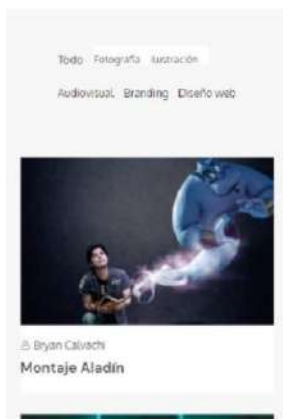 Todo Fotografía Ilustración
Audiovisual Branding Diseño web
Bryan Calvachi
Montaje Aladín